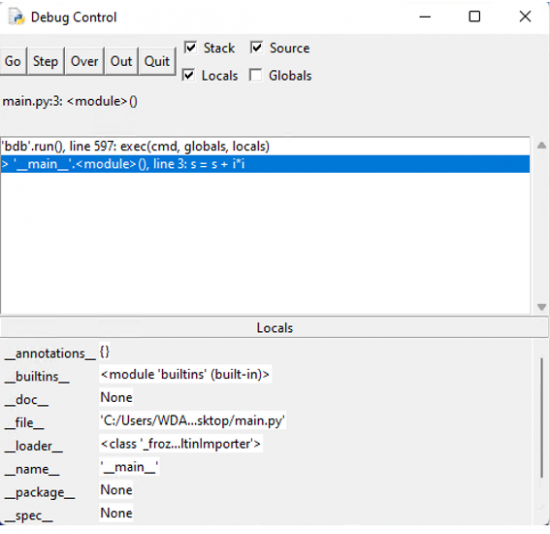 Debug Control
Go Step Over Out Quit
Stack Source
Locals Globals
main.py:3: <module>()
'bdb'.run(), line 597: exec(cmd, globals, locals)
> '__main__'.<module>(), line 3: s = s + i*i
Locals
__annotations__ {}
__builtins__ <module 'builtins' (built-in)>
__doc__ None
__file__ 'C:/Users/WDA...sktop/main.py'
__loader__ <class '_froz...ltinImporter'>
__name__ '__main__'
__package__ None
__spec__ None